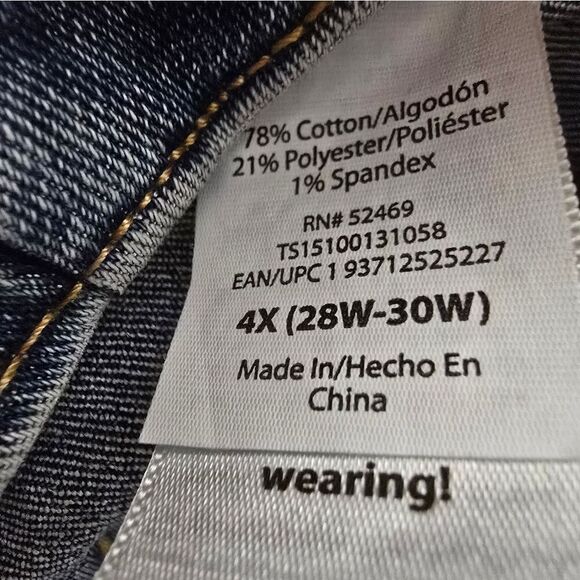 78% Cotton/Algodón
21% Polyester/Poliéster
1% Spandex
RN# 52469
TS15100131058
EAN/UPC 1 93712525227
4X (28W-30W)
Made In/Hecho En
China
wearing!